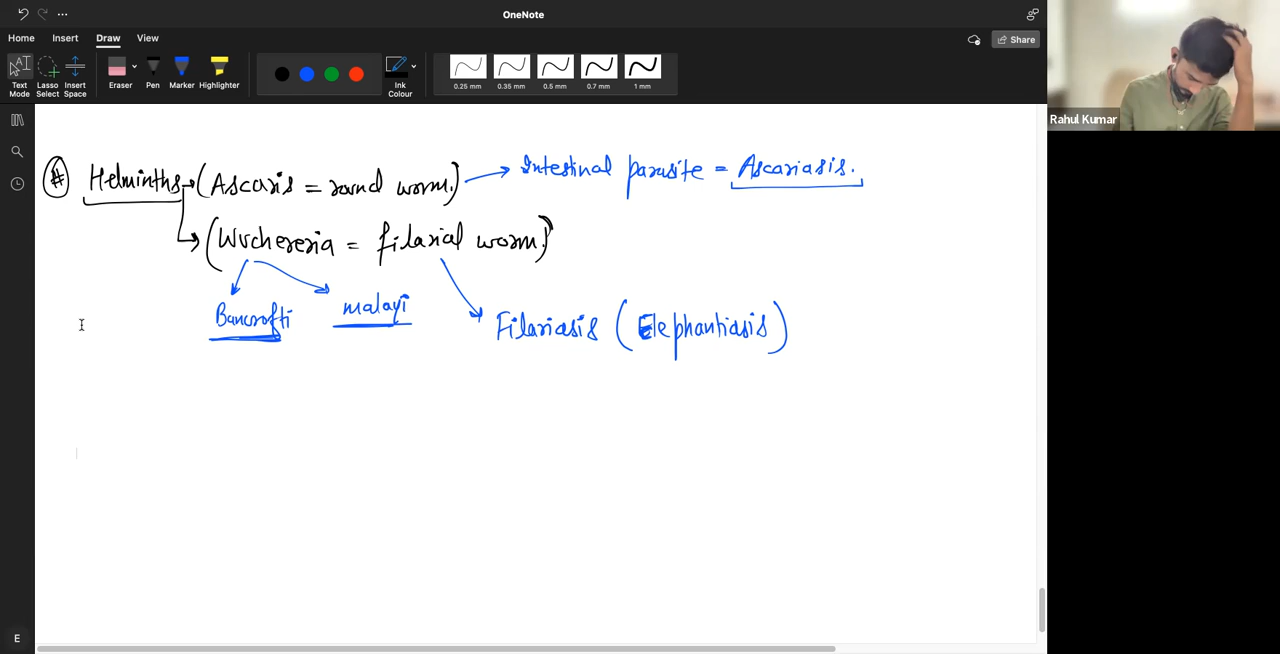 OneNote
Home Insert Draw View
Share
Text Mode
Lasso Select
Insert Space
Eraser
Pen
Marker
Highlighter
Ink Colour
0.25 mm 0.35 mm 0.5 mm 0.7 mm 1 mm
Rahul Kumar
# Helminths → (Ascaris = round worm.) → Intestinal parasite = Ascariasis.
→ (Wuchereria = filarial worm.)
Bancrofti malayi
Filariasis (Elephantiasis)
E